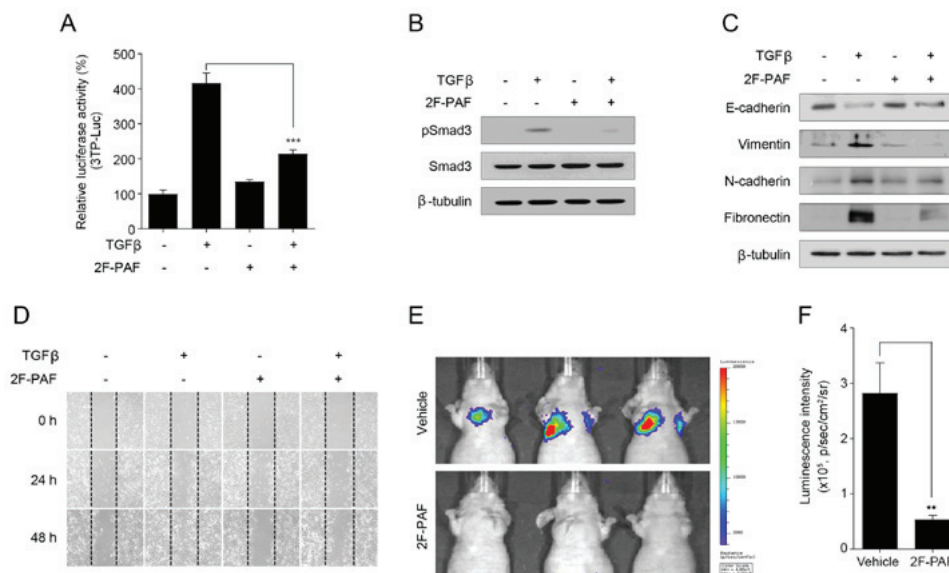 A
Relative luciferase activity (%)
(3TP-Luc)
500
400
300
200
100
0
TGFβ - + - +
2F-PAF - - + +
***
B
TGFβ - + - +
2F-PAF - - + +
pSmad3
Smad3
β-tubulin
C
TGFβ - + - +
2F-PAF - - + +
E-cadherin
Vimentin
N-cadherin
Fibronectin
β-tubulin
D
TGFβ - + - +
2F-PAF - - + +
0 h
24 h
48 h
E
Vehicle
2F-PAF
Luminescence
F
Luminescence intensity
(x10⁵, p/sec/cm²/sr)
4
3
2
1
0
**
Vehicle 2F-PAF